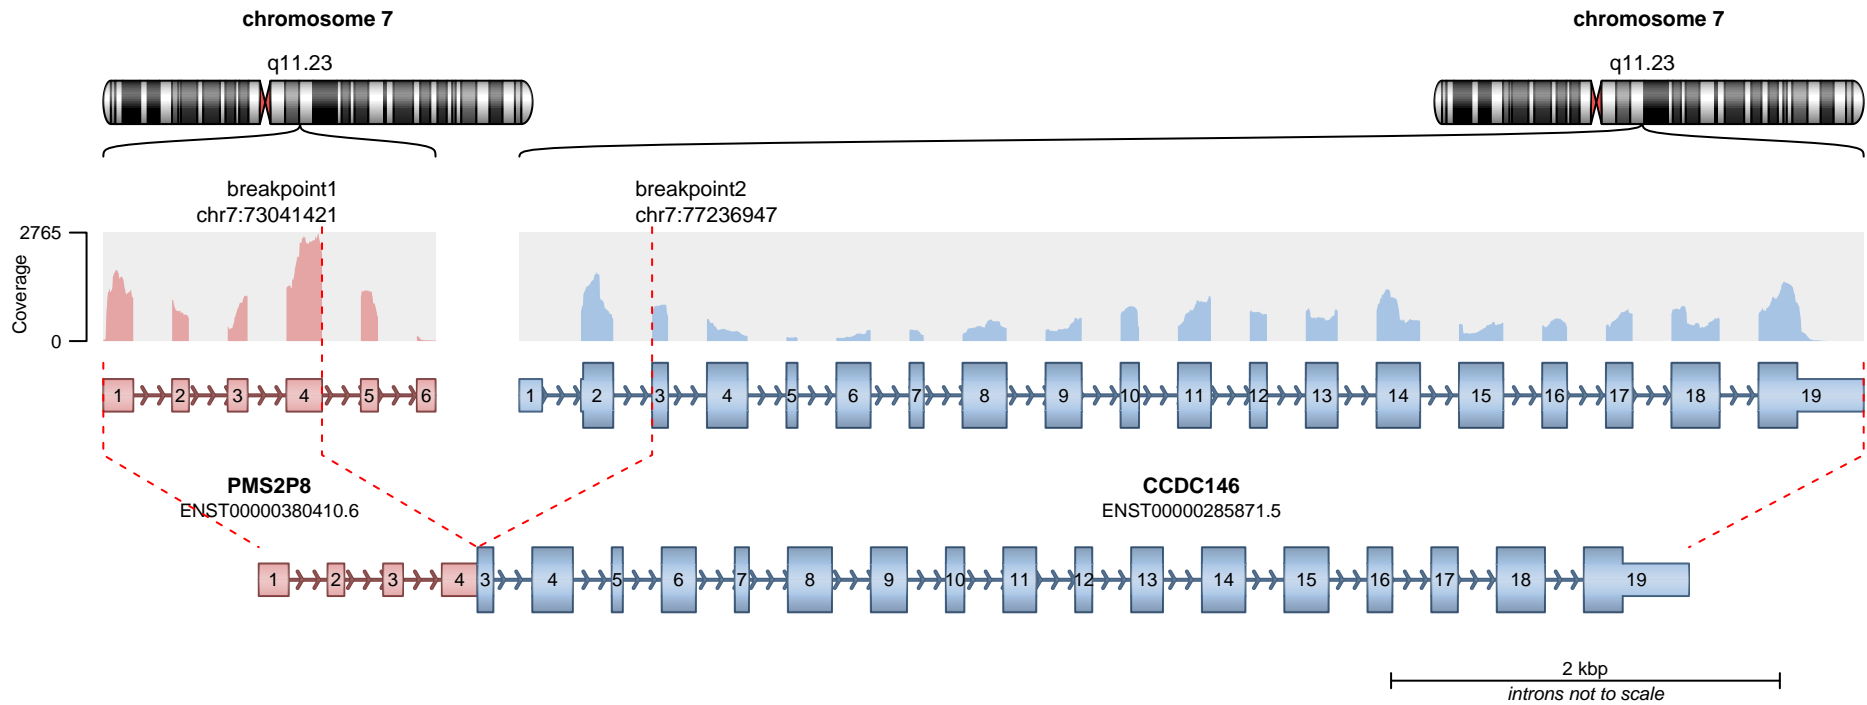 chromosome 7
chromosome 7
q11.23
q11.23
breakpoint1
chr7:73041421
breakpoint2
chr7:77236947
2765
Coverage
0
1 2 3 4 5 6
1 2 3 4 5 6 7 8 9 10 11 12 13 14 15 16 17 18 19
PMS2P8
ENST00000380410.6
CCDC146
ENST00000285871.5
1 2 3 4 3 4 5 6 7 8 9 10 11 12 13 14 15 16 17 18 19
2 kbp
introns not to scale